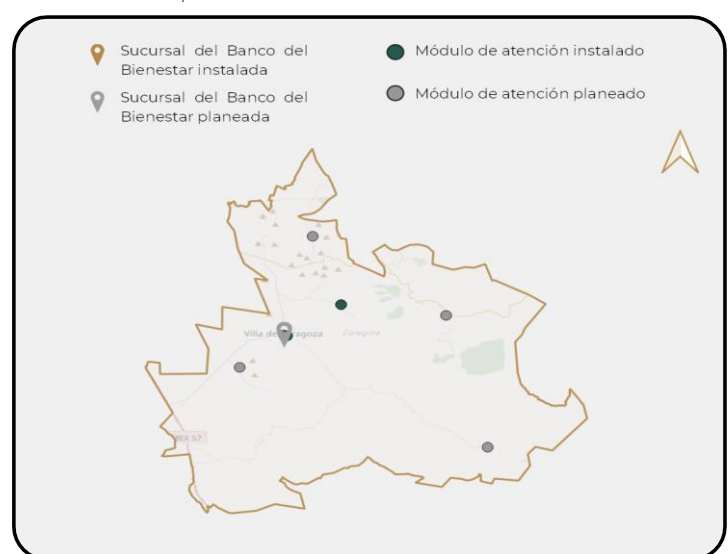 Sucursal del Banco del
Bienestar instalada
Sucursal del Banco del
Bienestar planeada
Módulo de atención instalado
Módulo de atención planeado
Villa de Zaragoza
Zaragoza
MEX 57